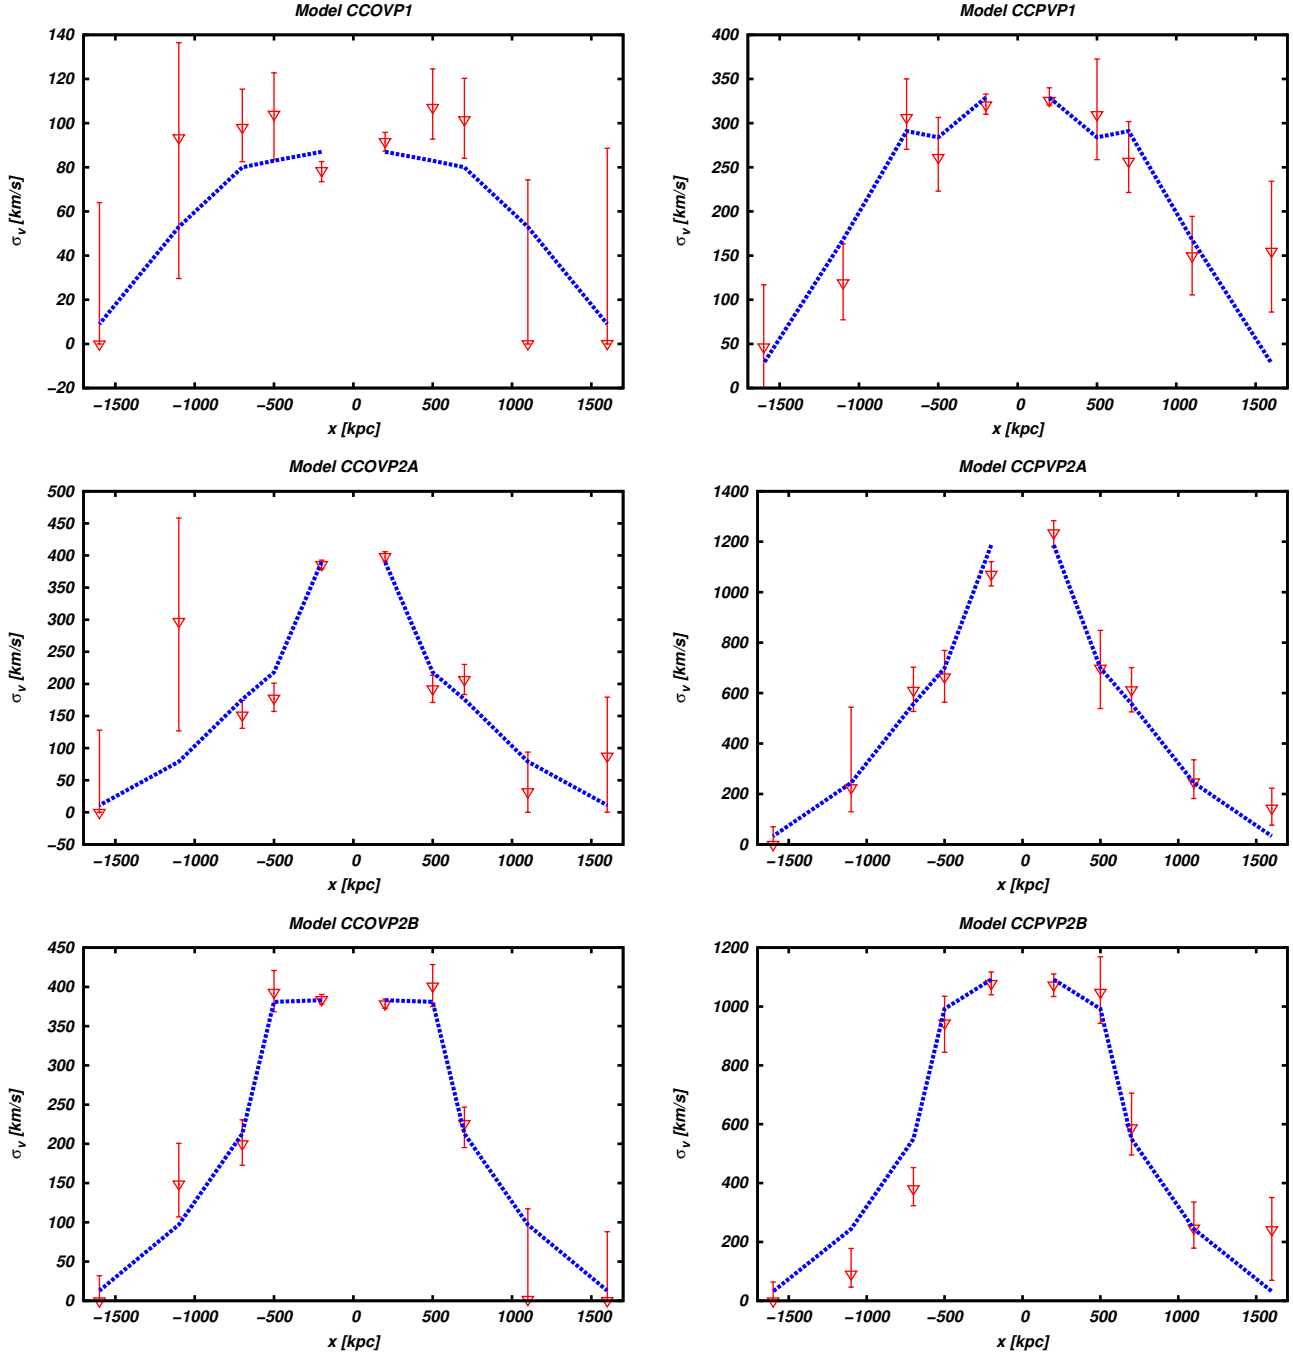 Model CCOVP1
140
120
100
80
60
40
20
0
−20
σv [km/s]
−1500 −1000 −500 0 500 1000 1500
x [kpc]
Model CCPVP1
400
350
300
250
200
150
100
50
0
σv [km/s]
−1500 −1000 −500 0 500 1000 1500
x [kpc]
Model CCOVP2A
500
450
400
350
300
250
200
150
100
50
0
−50
σv [km/s]
−1500 −1000 −500 0 500 1000 1500
x [kpc]
Model CCPVP2A
1400
1200
1000
800
600
400
200
0
σv [km/s]
−1500 −1000 −500 0 500 1000 1500
x [kpc]
Model CCOVP2B
450
400
350
300
250
200
150
100
50
0
σv [km/s]
−1500 −1000 −500 0 500 1000 1500
x [kpc]
Model CCPVP2B
1200
1000
800
600
400
200
0
σv [km/s]
−1500 −1000 −500 0 500 1000 1500
x [kpc]